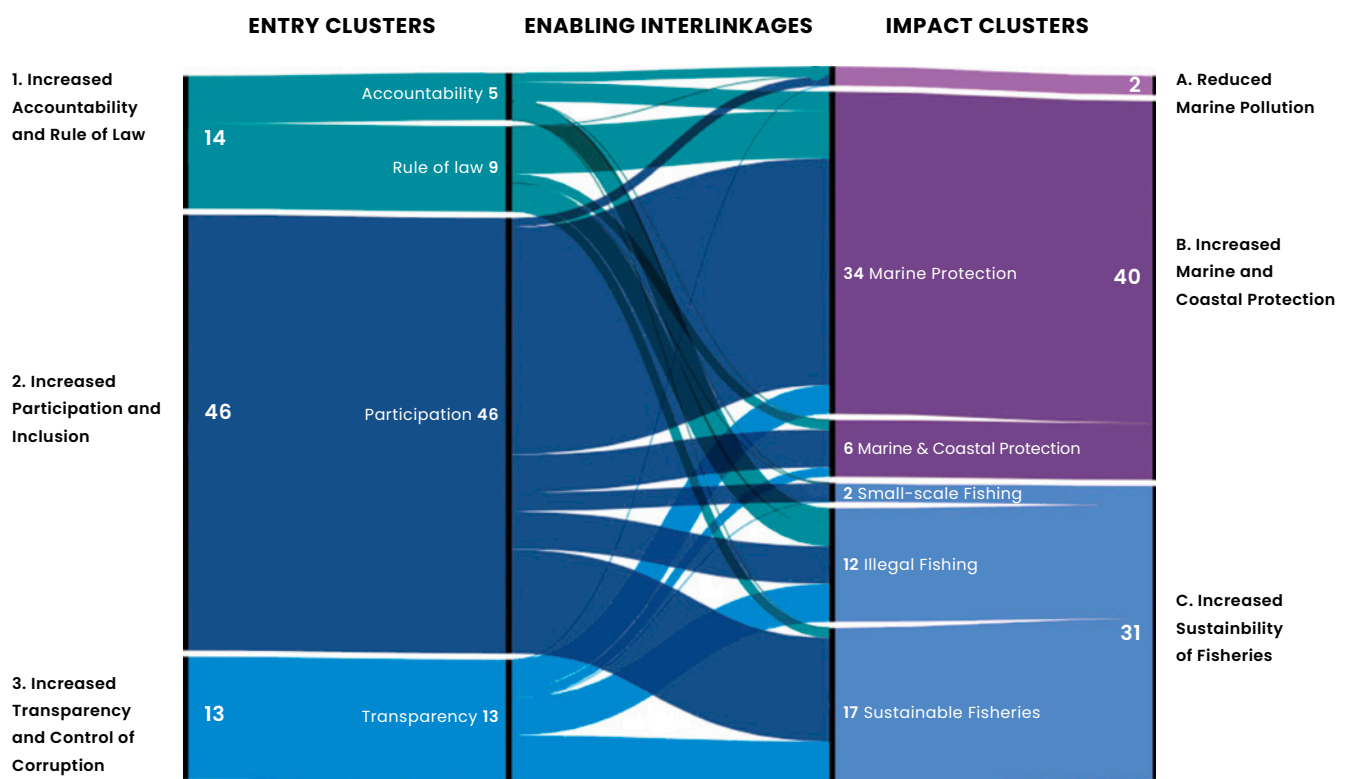 ENTRY CLUSTERS
ENABLING INTERLINKAGES
IMPACT CLUSTERS
1. Increased
Accountability
and Rule of Law
14
Accountability 5
Rule of law 9
2. Increased
Participation and
Inclusion
46
Participation 46
3. Increased
Transparency
and Control of
Corruption
13
Transparency 13
2
A. Reduced
Marine Pollution
34 Marine Protection
40
B. Increased
Marine and
Coastal Protection
6 Marine & Coastal Protection
2 Small-scale Fishing
12 Illegal Fishing
31
C. Increased
Sustainbility
of Fisheries
17 Sustainable Fisheries